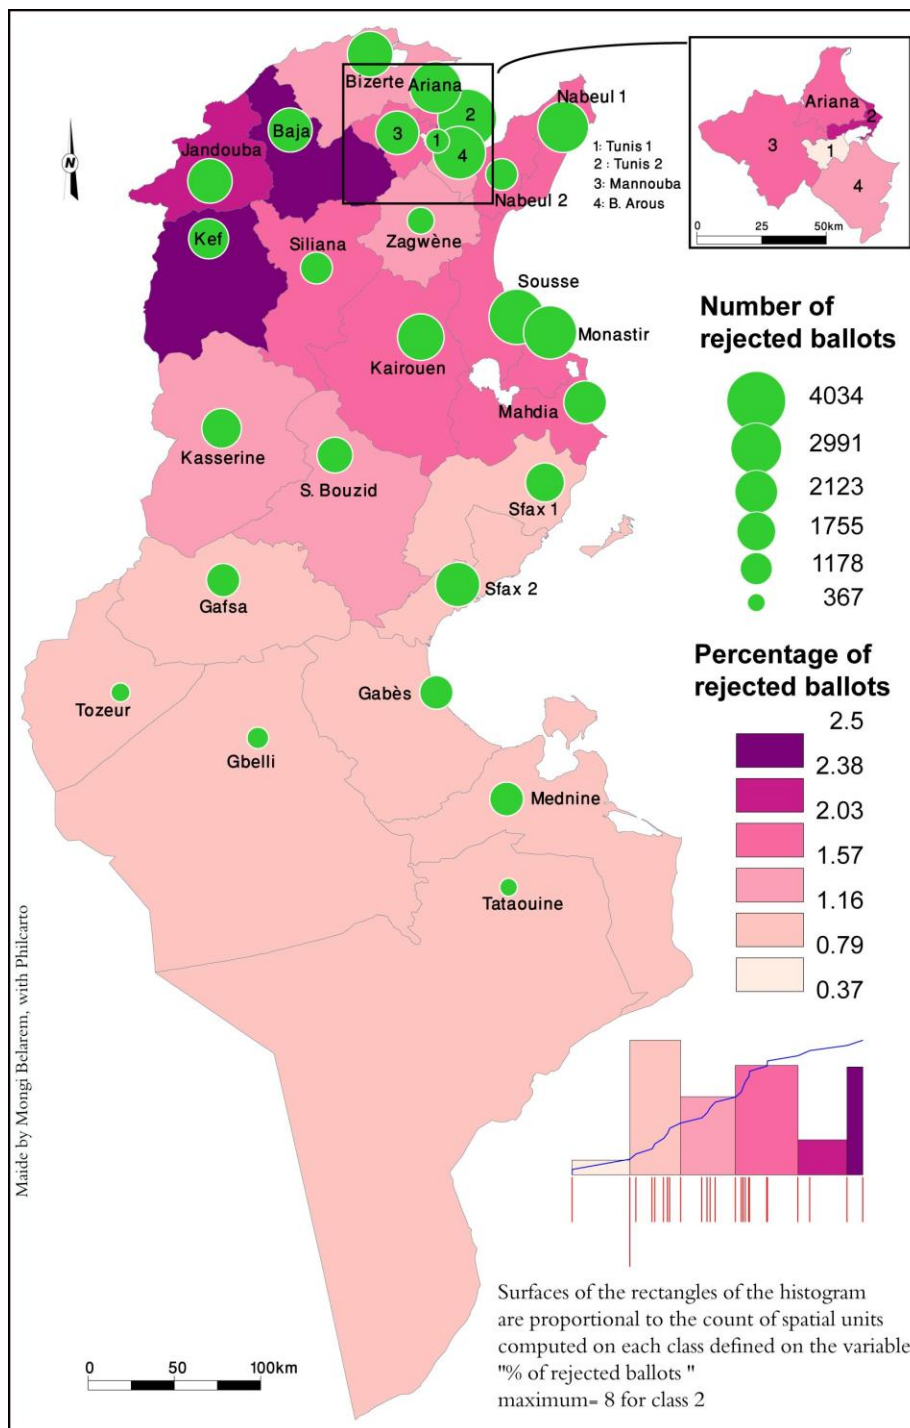 Bizerte
Ariana
Nabeul 1
Baja
2
3
1
4
Jandouba
Nabeul 2
1: Tunis 1
2 : Tunis 2
3: Mannouba
4: B. Arous
Ariana
2
3
1
4
0 25 50km
N
Kef
Siliana
Zagwène
Sousse
Monastir
Kairouen
Mahdia
Kasserine
S. Bouzid
Sfax 1
Gafsa
Sfax 2
Tozeur
Gabès
Gbelli
Mednine
Tataouine
Number of
rejected ballots
4034
2991
2123
1755
1178
367
Percentage of
rejected ballots
2.5
2.38
2.03
1.57
1.16
0.79
0.37
Maide by Mongi Belarem, with Philcarto
Surfaces of the rectangles of the histogram
are proportional to the count of spatial units
computed on each class defined on the variable
"% of rejected ballots "
maximum= 8 for class 2
0 50 100km